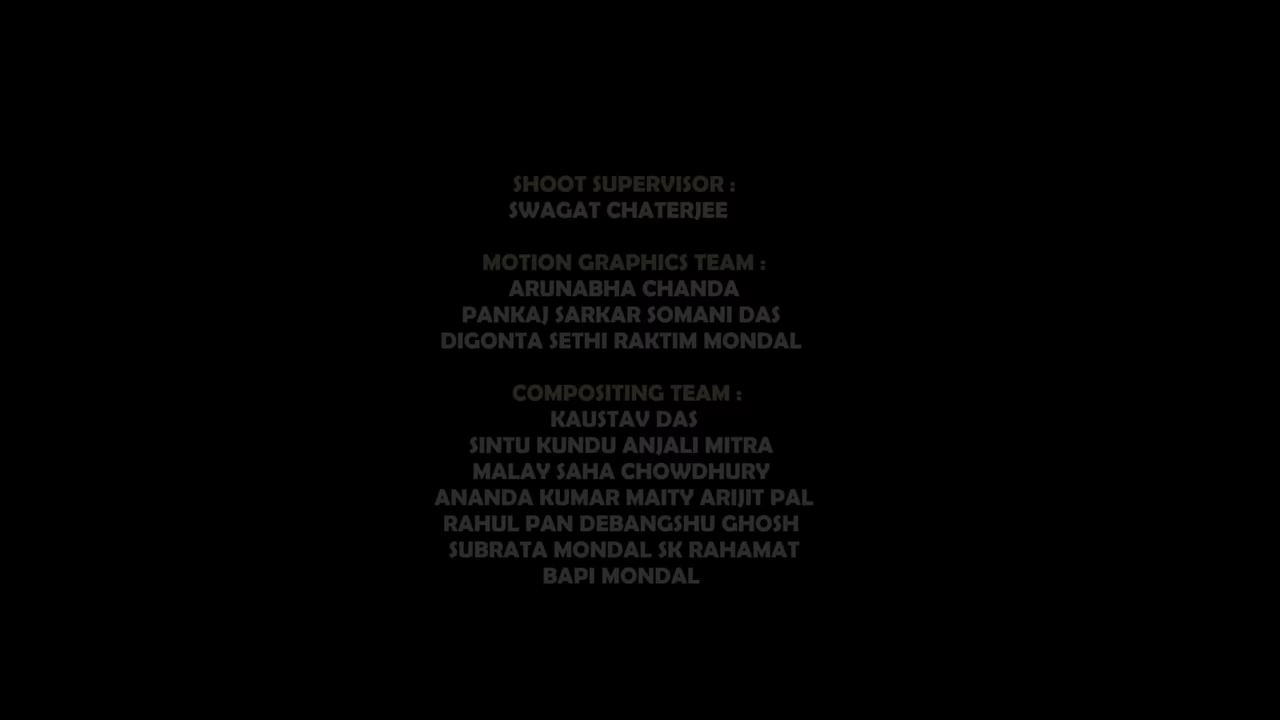 SHOOT SUPERVISOR :
SWAGAT CHATERJEE
MOTION GRAPHICS TEAM :
ARUNABHA CHANDA
PANKAJ SARKAR SOMANI DAS
DIGONTA SETHI RAKTIM MONDAL
COMPOSITING TEAM :
KAUSTAV DAS
SINTU KUNDU ANJALI MITRA
MALAY SAHA CHOWDHURY
ANANDA KUMAR MAITY ARIJIT PAL
RAHUL PAN DEBANGSHU GHOSH
SUBRATA MONDAL SK RAHAMAT
BAPI MONDAL